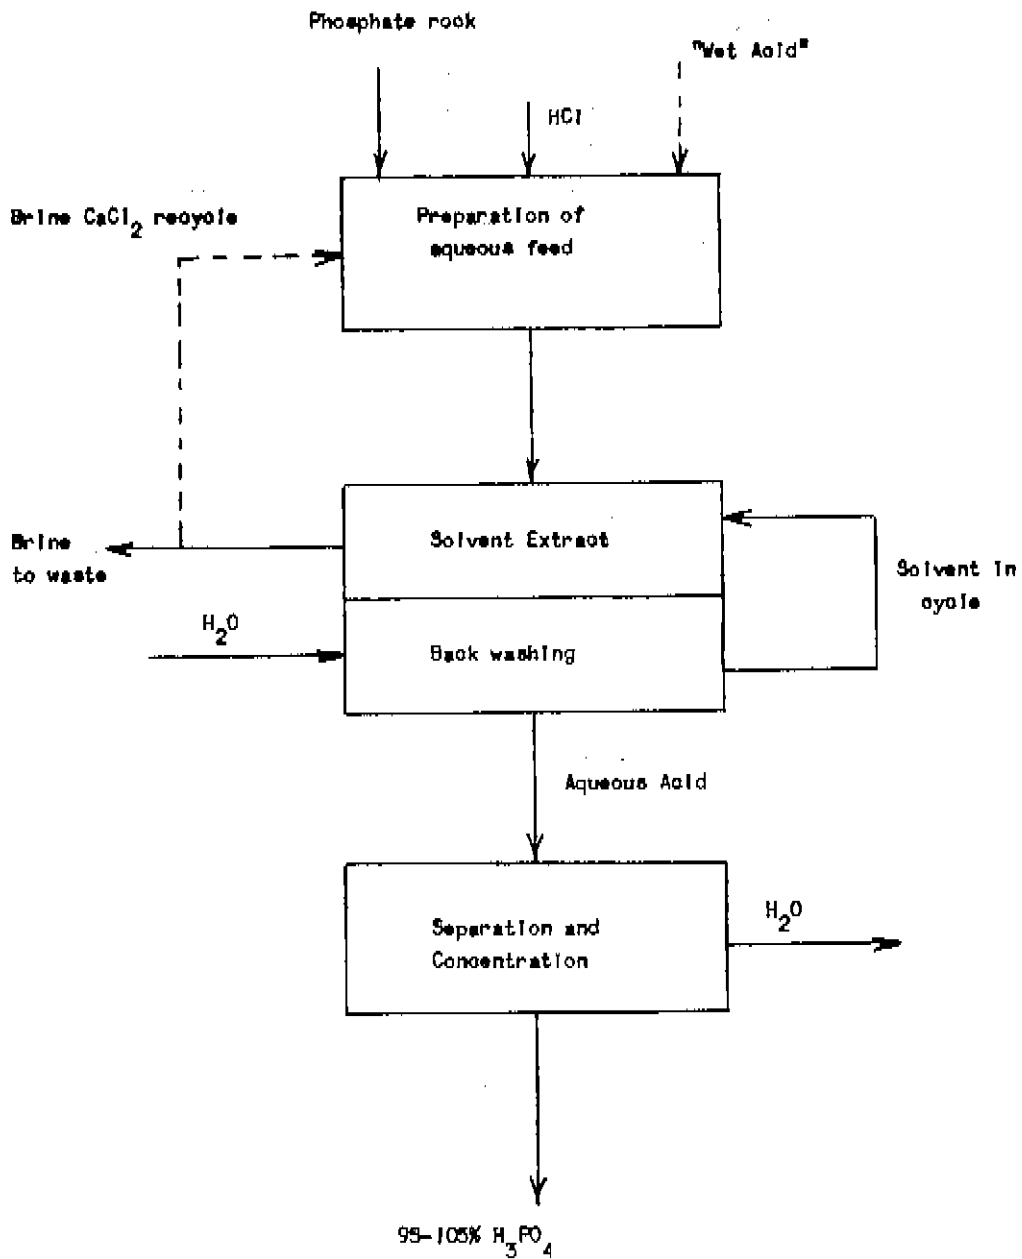 Phosphate rock
"Wet Acid"
HCl
Brine CaCl2 recycle
Preparation of
aqueous feed
Solvent Extract
Brine
to waste
Solvent in
cycle
H2O
Back washing
Aqueous Acid
Separation and
Concentration
H2O
95-105% H3PO4